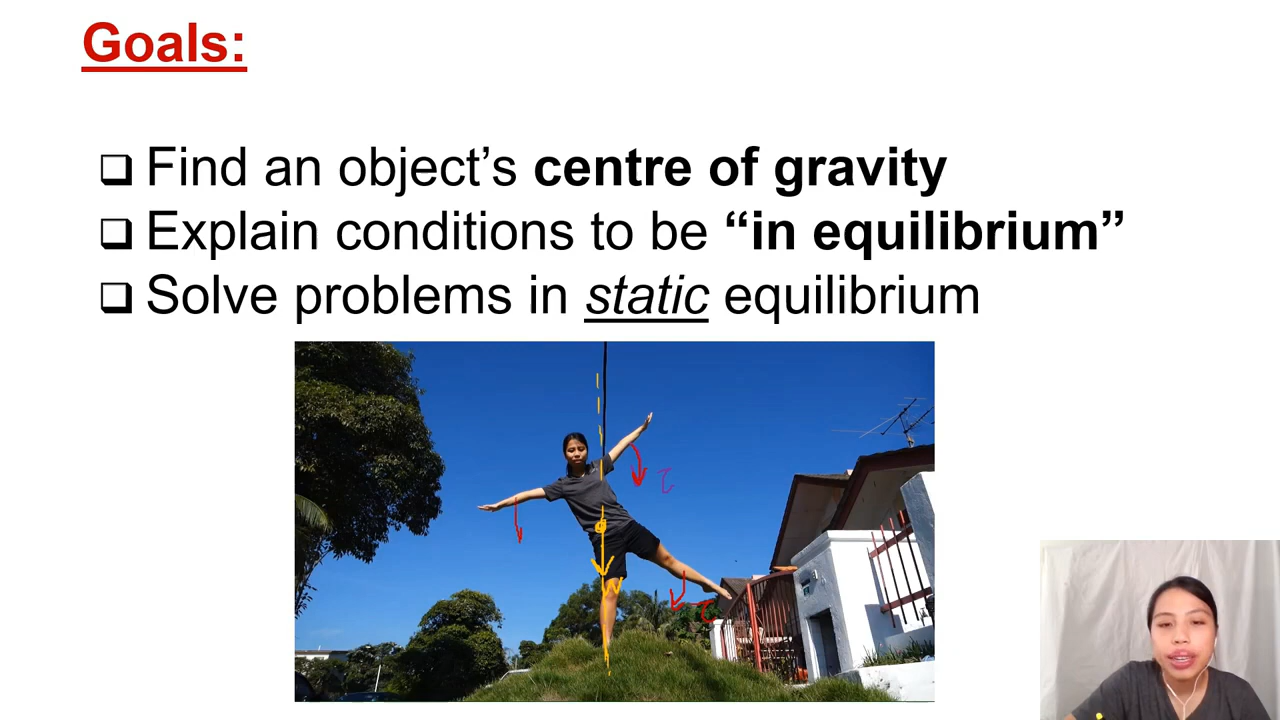 Goals:
❑ Find an object’s centre of gravity
❑ Explain conditions to be “in equilibrium”
❑ Solve problems in static equilibrium
τ
W
τ